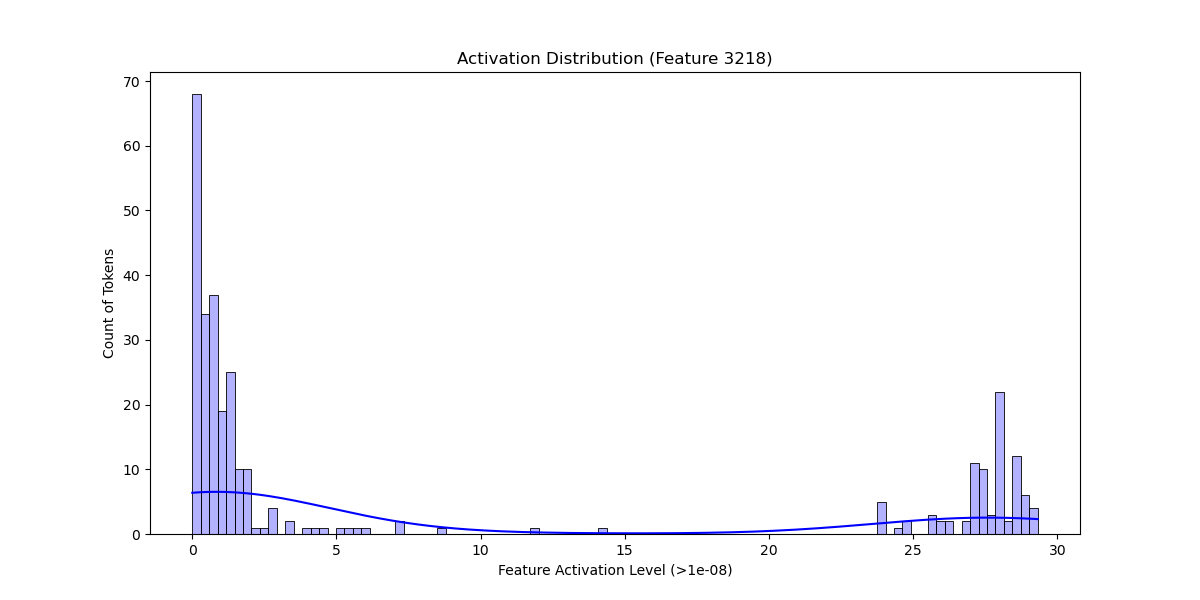 Activation Distribution (Feature 3218)
70
60
50
40
30
20
10
0
Count of Tokens
0 5 10 15 20 25 30
Feature Activation Level (>1e-08)